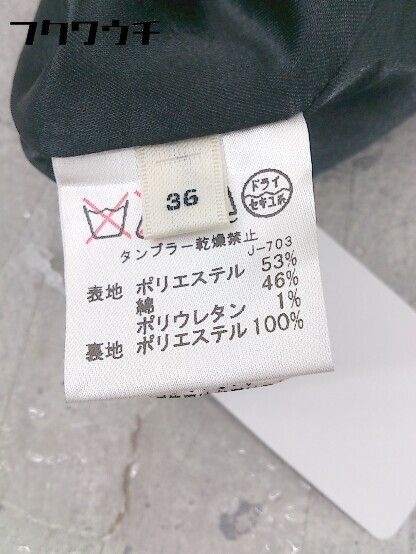 フクワウチ
36
ドライ
セキユ系
タンブラー乾燥禁止
J-703
表地 ポリエステル 53%
綿 46%
ポリウレタン 1%
裏地 ポリエステル 100%